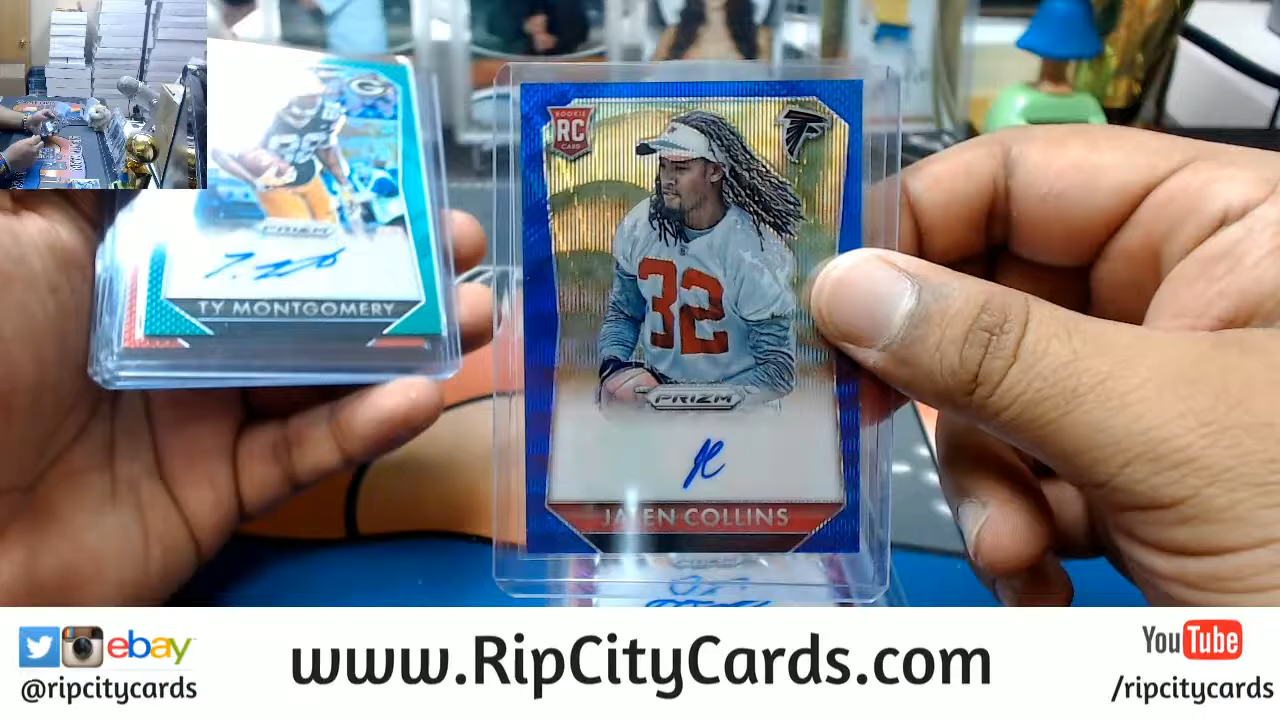 PRIZM
TY MONTGOMERY
ROOKIE
RC
CARD
32
PRIZM
JALEN COLLINS
ebay
@ripcitycards
www.RipCityCards.com
YouTube
/ripcitycards